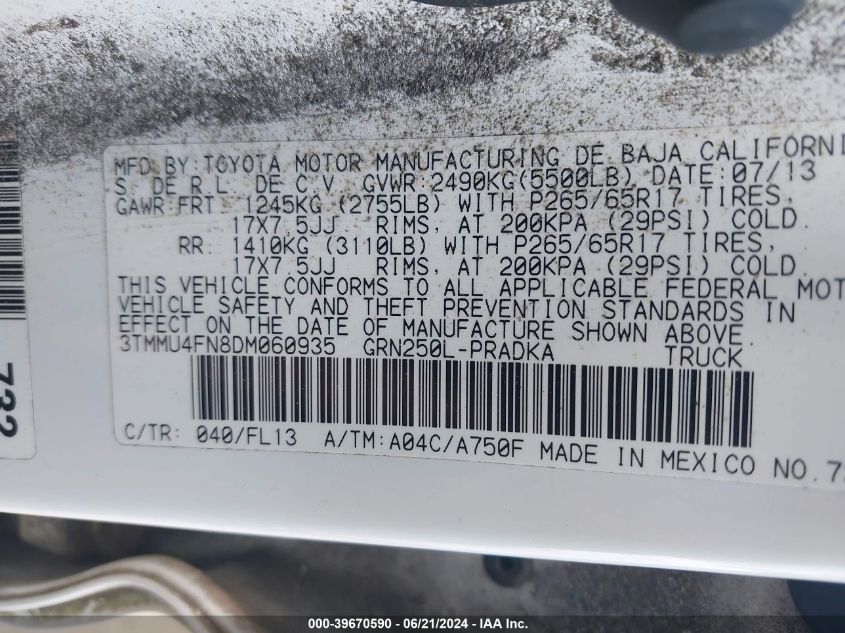 MFD. BY: TOYOTA MOTOR MANUFACTURING DE BAJA CALIFORNI
S. DE R.L. DE C.V. GVWR:2490KG(5500LB) DATE:07/13
GAWR:FRT: 1245KG (2755LB) WITH P265/65R17 TIRES,
17X7.5JJ RIMS, AT 200KPA (29PSI) COLD.
RR: 1410KG (3110LB) WITH P265/65R17 TIRES,
17X7.5JJ RIMS, AT 200KPA (29PSI) COLD.
THIS VEHICLE CONFORMS TO ALL APPLICABLE FEDERAL MOT
VEHICLE SAFETY AND THEFT PREVENTION STANDARDS IN
EFFECT ON THE DATE OF MANUFACTURE SHOWN ABOVE.
3TMMU4FN8DM060935 GRN250L-PRADKA TRUCK
C/TR: 040/FL13 A/TM:A04C/A750F MADE IN MEXICO NO.
732
000-39670590 / 06/21/2024 - IAA Inc.